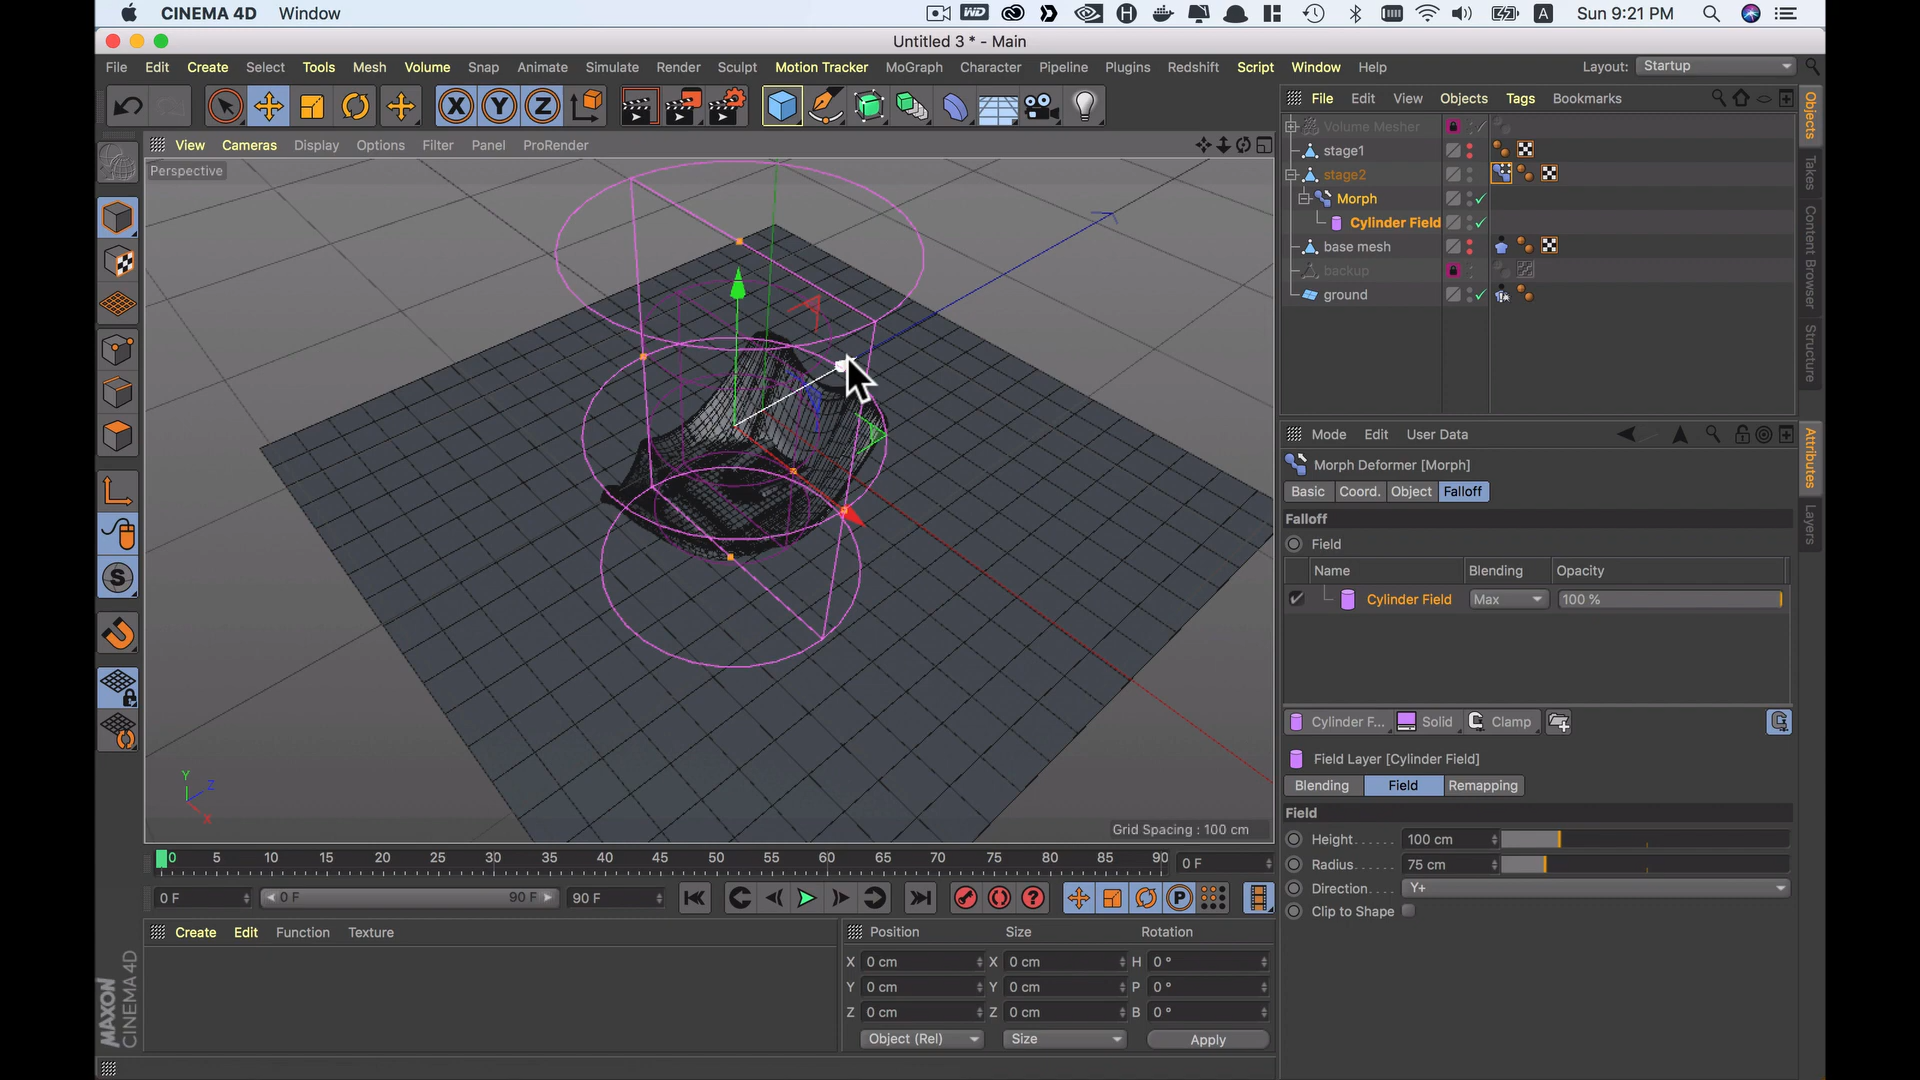 CINEMA 4D Window
WD H A Sun 9:21 PM
Untitled 3 * - Main
File Edit Create Select Tools Mesh Volume Snap Animate Simulate Render Sculpt Motion Tracker MoGraph Character Pipeline Plugins Redshift Script Window Help
Layout: Startup
X Y Z
File Edit View Objects Tags Bookmarks
View Cameras Display Options Filter Panel ProRender
Perspective
Volume Mesher
stage1
stage2
Morph
Cylinder Field
base mesh
backup
ground
Objects
Takes
Content Browser
Structure
Mode Edit User Data
Morph Deformer [Morph]
Basic Coord. Object Falloff
Falloff
Field
Name Blending Opacity
Cylinder Field Max 100 %
Cylinder F... Solid Clamp
Field Layer [Cylinder Field]
Blending Field Remapping
Field
Height 100 cm
Radius 75 cm
Direction Y+
Clip to Shape
Attributes
Layers
S
Y
Z
X
Grid Spacing : 100 cm
0 5 10 15 20 25 30 35 40 45 50 55 60 65 70 75 80 85 90 0 F
0 F 0 F 90 F 90 F ? P
Create Edit Function Texture
Position Size Rotation
X 0 cm X 0 cm H 0 °
Y 0 cm Y 0 cm P 0 °
Z 0 cm Z 0 cm B 0 °
Object (Rel) Size Apply
MAXON
CINEMA 4D